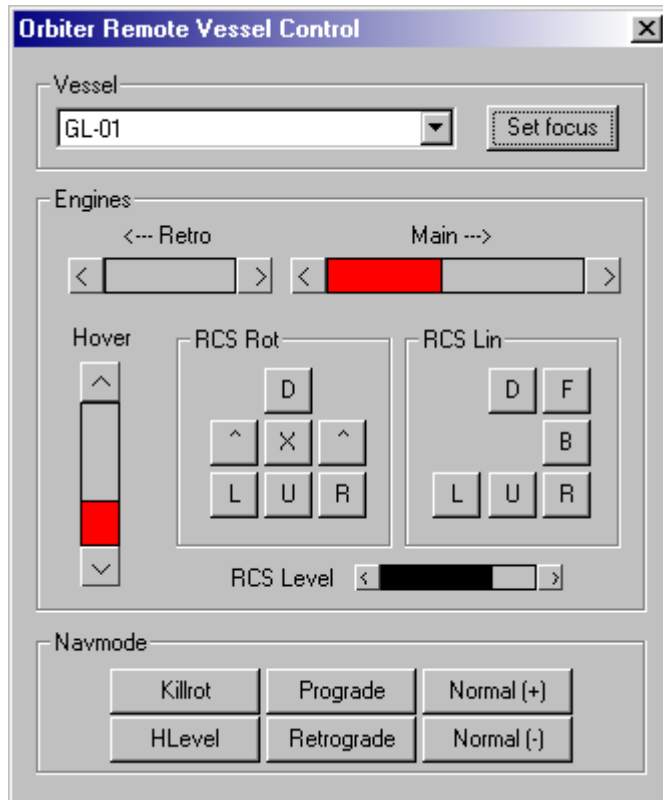 Orbiter Remote Vessel Control
Vessel
GL-01
Set focus
Engines
<--- Retro
Main --->
Hover
RCS Rot
D
^ X ^
L U R
RCS Lin
D F
B
L U R
RCS Level
Navmode
Killrot Prograde Normal (+)
HLevel Retrograde Normal (-)